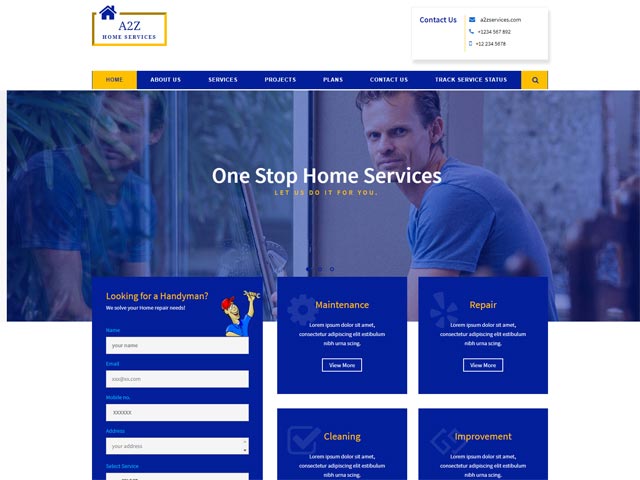 A2Z
HOME SERVICES
Contact Us
a2zservices.com
+1234 567 892
+12 234 5678
HOME
ABOUT US
SERVICES
PROJECTS
PLANS
CONTACT US
TRACK SERVICE STATUS
One Stop Home Services
LET US DO IT FOR YOU.
Looking for a Handyman?
We solve your Home repair needs!
Name
your name
Email
xxx@xx.com
Mobile no.
XXXXXX
Address
your address
Select Service
Maintenance
Lorem ipsum dolor sit amet,
consectetur adipiscing elit estibulum
nibh urna scing.
View More
Repair
Lorem ipsum dolor sit amet,
consectetur adipiscing elit estibulum
nibh urna scing.
View More
Cleaning
Lorem ipsum dolor sit amet,
consectetur adipiscing elit estibulum
nibh urna scing.
Improvement
Lorem ipsum dolor sit amet,
consectetur adipiscing elit estibulum
nibh urna scing.